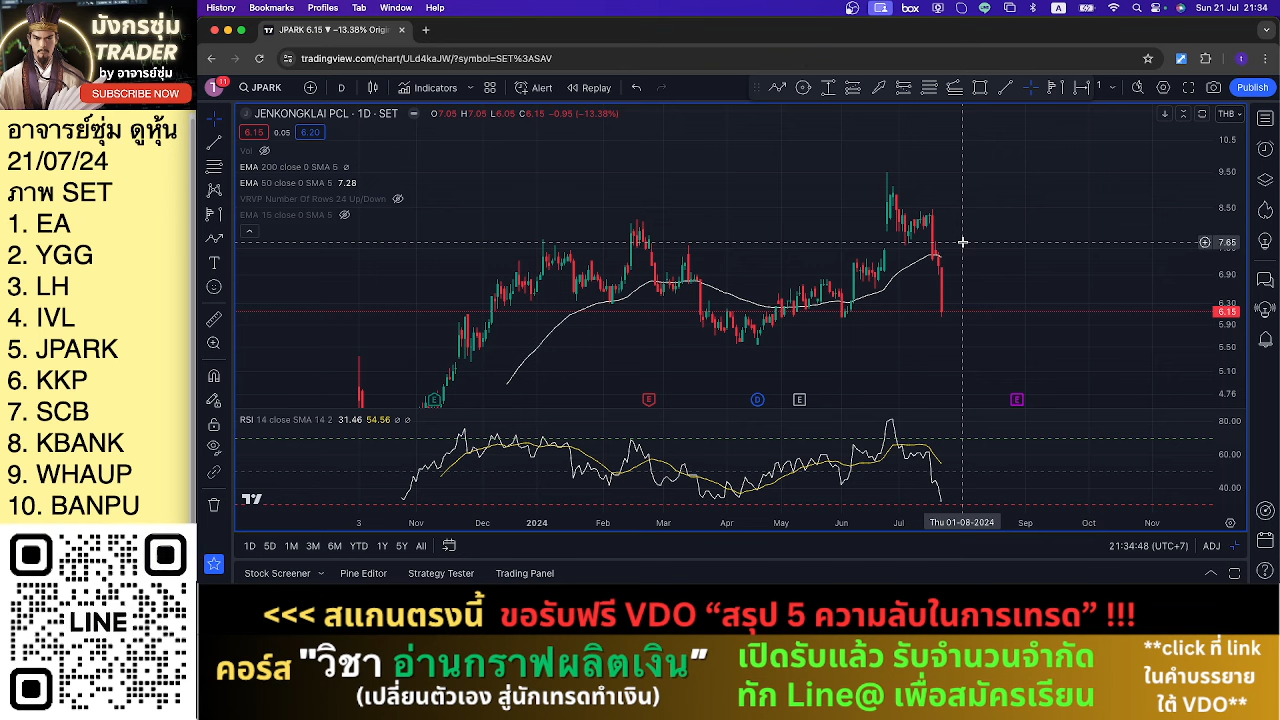 มังกรซุ่ม
TRADER
by อาจารย์ซุ่ม
SUBSCRIBE NOW
อาจารย์ซุ่ม ดูหุ้น
21/07/24
ภาพ SET
1. EA
2. YGG
3. LH
4. IVL
5. JPARK
6. KKP
7. SCB
8. KBANK
9. WHAUP
10. BANPU
LINE
History Bookmarks Profiles Tab Window Help
Sun 21 Jul 21:34
JPARK 6.15 ▼ −13.38% Origi
tradingview.com/chart/ULd4kaJW/?symbol=SET%3ASAV
11
JPARK D Indicators Alert Replay 1 Publish
JENKONGKLAI PCL · 1D · SET O7.05 H7.05 L6.05 C6.15 −0.95 (−13.38%) THB
6.15 0.05 6.20
Vol
EMA 200 close 0 SMA 5 ∅
EMA 50 close 0 SMA 5 7.28
VRVP Number Of Rows 24 Up/Down
EMA 15 close 0 SMA 5
10.5
9.50
8.50
7.65
6.90
6.30
6.15
5.90
5.50
5.10
4.76
E E D E E
RSI 14 close SMA 14 2 31.46 54.56 ∅ ∅
80.00
60.00
40.00
3 Nov Dec 2024 Feb Mar Apr May Jun Jul Thu 01-08-2024 Sep Oct Nov
1D 5D 1M 3M 6M YTD 1Y 5Y All
21:34:48 (UTC+7) ADJ
Stock Screener Pine Editor Strategy Tester Trading Panel
<<< สแกนตรงนี้ ขอรับฟรี VDO “สรุป 5 ความลับในการเทรด” !!!
คอร์ส "วิชา อ่านกราฟผลิตเงิน”
(เปลี่ยนตัวเอง สู่นักเทรดทำเงิน)
เปิดรับแล้ว รับจำนวนจำกัด
ทัก Line@ เพื่อสมัครเรียน
**click ที่ link
ในคำบรรยาย
ใต้ VDO**